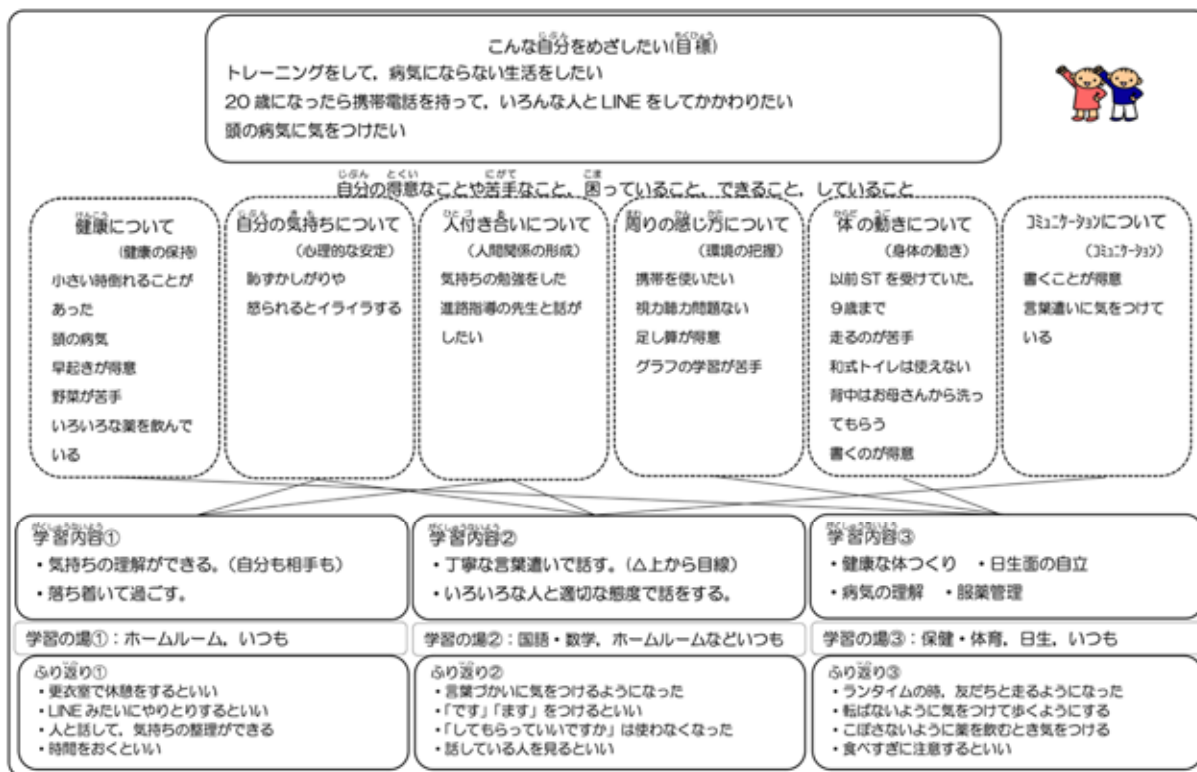 こんな自分をめざしたい(目標)
トレーニングをして，病気にならない生活をしたい
20歳になったら携帯電話を持って，いろんな人とLINEをしてかかわりたい
頭の病気に気をつけたい
自分の得意なことや苦手なこと，困っていること，できること，していること
健康について
(健康の保持)
小さい時倒れることが
あった
頭の病気
早起きが得意
野菜が苦手
いろいろな薬を飲んで
いる
自分の気持ちについて
(心理的な安定)
恥ずかしがりや
怒られるとイライラする
人付き合いについて
(人間関係の形成)
気持ちの勉強をした
進路指導の先生と話が
したい
周りの感じ方について
(環境の把握)
携帯を使いたい
視力聴力問題ない
足し算が得意
グラフの学習が苦手
体の動きについて
(身体の動き)
以前STを受けていた。
９歳まで
走るのが苦手
和式トイレは使えない
背中はお母さんから洗っ
てもらう
書くのが得意
コミュニケーションについて
(コミュニケーション)
書くことが得意
言葉遣いに気をつけて
いる
学習内容①
・気持ちの理解ができる。（自分も相手も）
・落ち着いて過ごす。
学習内容②
・丁寧な言葉遣いで話す。（△上から目線）
・いろいろな人と適切な態度で話をする。
学習内容③
・健康な体つくり　・日生面の自立
・病気の理解　・服薬管理
学習の場①：ホームルーム，いつも
学習の場②：国語・数学，ホームルームなどいつも
学習の場③：保健・体育，日生，いつも
ふり返り①
・更衣室で休憩をするといい
・LINEみたいにやりとりするといい
・人と話して，気持ちの整理ができる
・時間をおくといい
ふり返り②
・言葉づかいに気をつけるようになった
・「です」「ます」をつけるといい
・「してもらっていいですか」は使わなくなった
・話している人を見るといい
ふり返り③
・ランタイムの時，友だちと走るようになった
・転ばないように気をつけて歩くようにする
・こぼさないように薬を飲むとき気をつける
・食べすぎに注意するといい